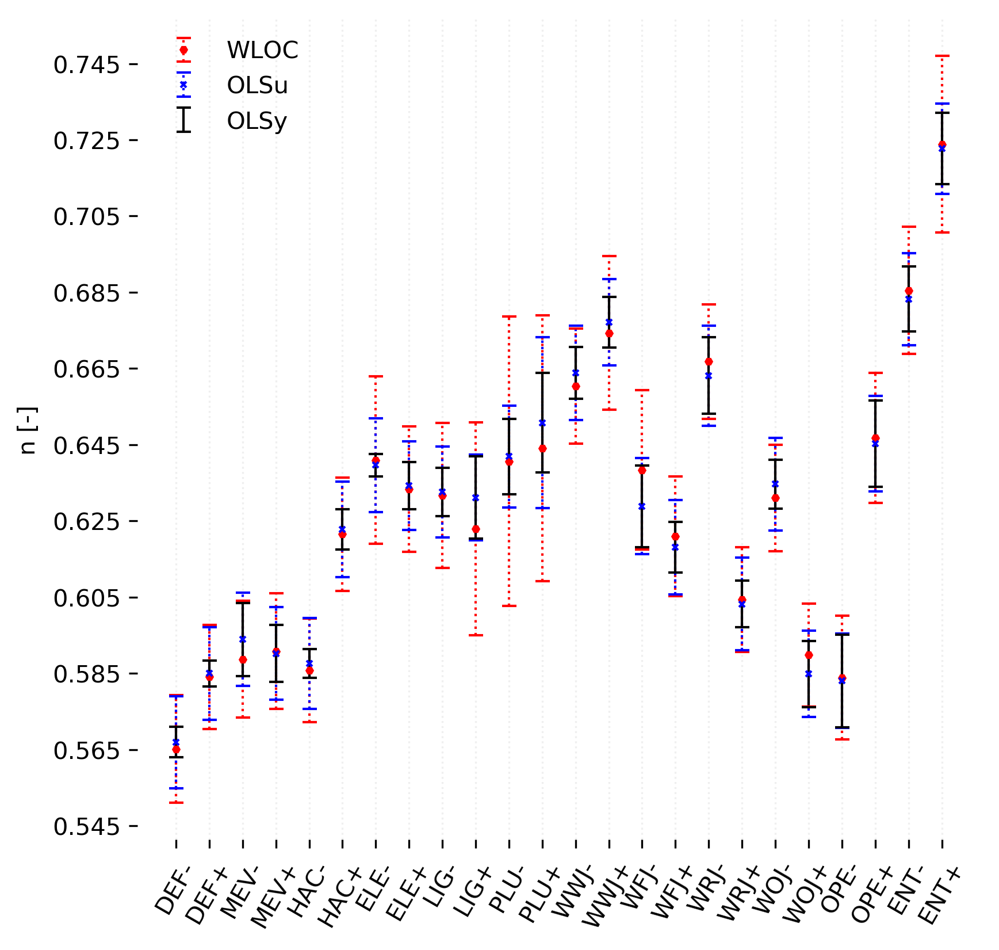 WLOC
OLSu
OLSy
0.745
0.725
0.705
0.685
0.665
0.645
0.625
0.605
0.585
0.565
0.545
n [-]
DEF-
DEF+
MEV-
MEV+
HAC-
HAC+
ELE-
ELE+
LIG-
LIG+
PLU-
PLU+
WWJ-
WWJ+
WFJ-
WFJ+
WRJ-
WRJ+
WOJ-
WOJ+
OPE-
OPE+
ENT-
ENT+